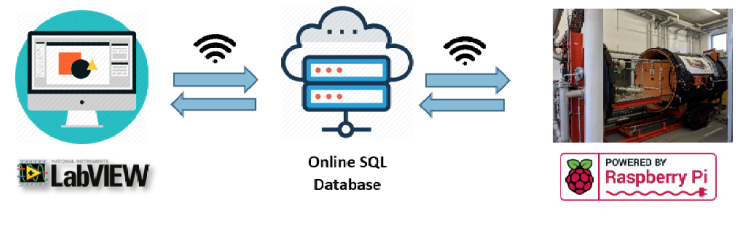 NATIONAL INSTRUMENTS
LabVIEW
Online SQL
Database
POWERED BY
Raspberry Pi